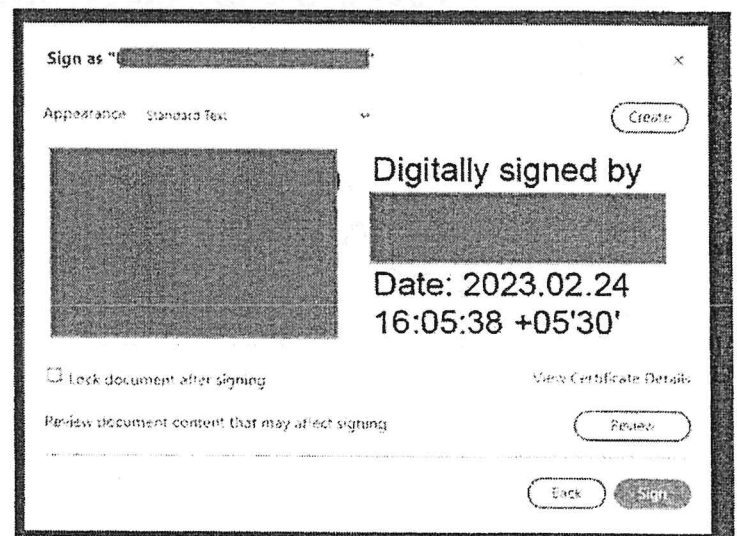 Sign as "
Appearance Standard Text
Create
Digitally signed by
Date: 2023.02.24
16:05:38 +05'30'
Lock document after signing
View Certificate Details
Review document content that may affect signing
Review
Back Sign